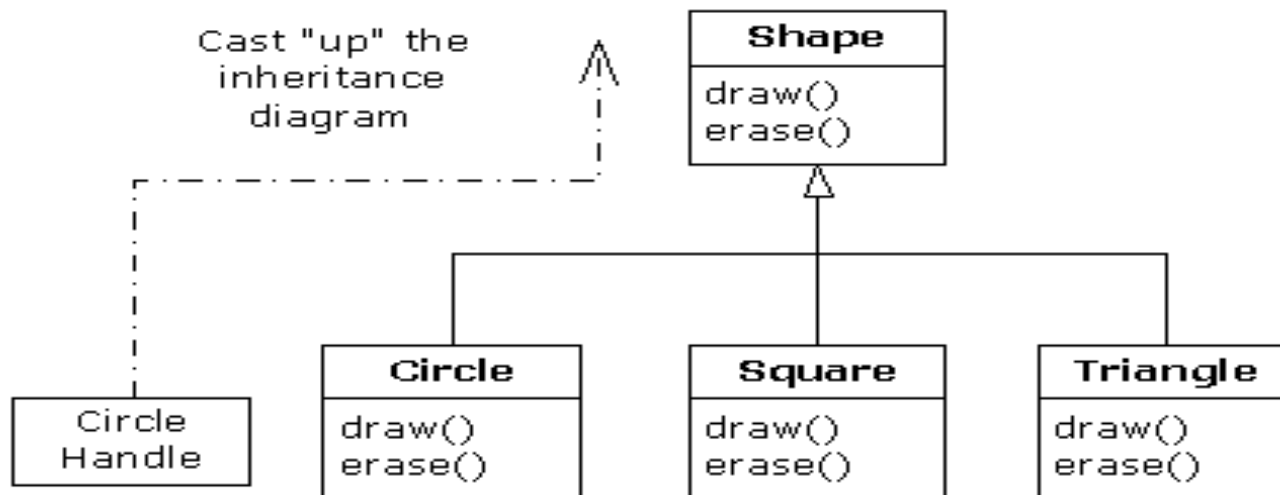 Cast "up" the
inheritance
diagram
Shape
draw()
erase()
Circle
Handle
Circle
draw()
erase()
Square
draw()
erase()
Triangle
draw()
erase()